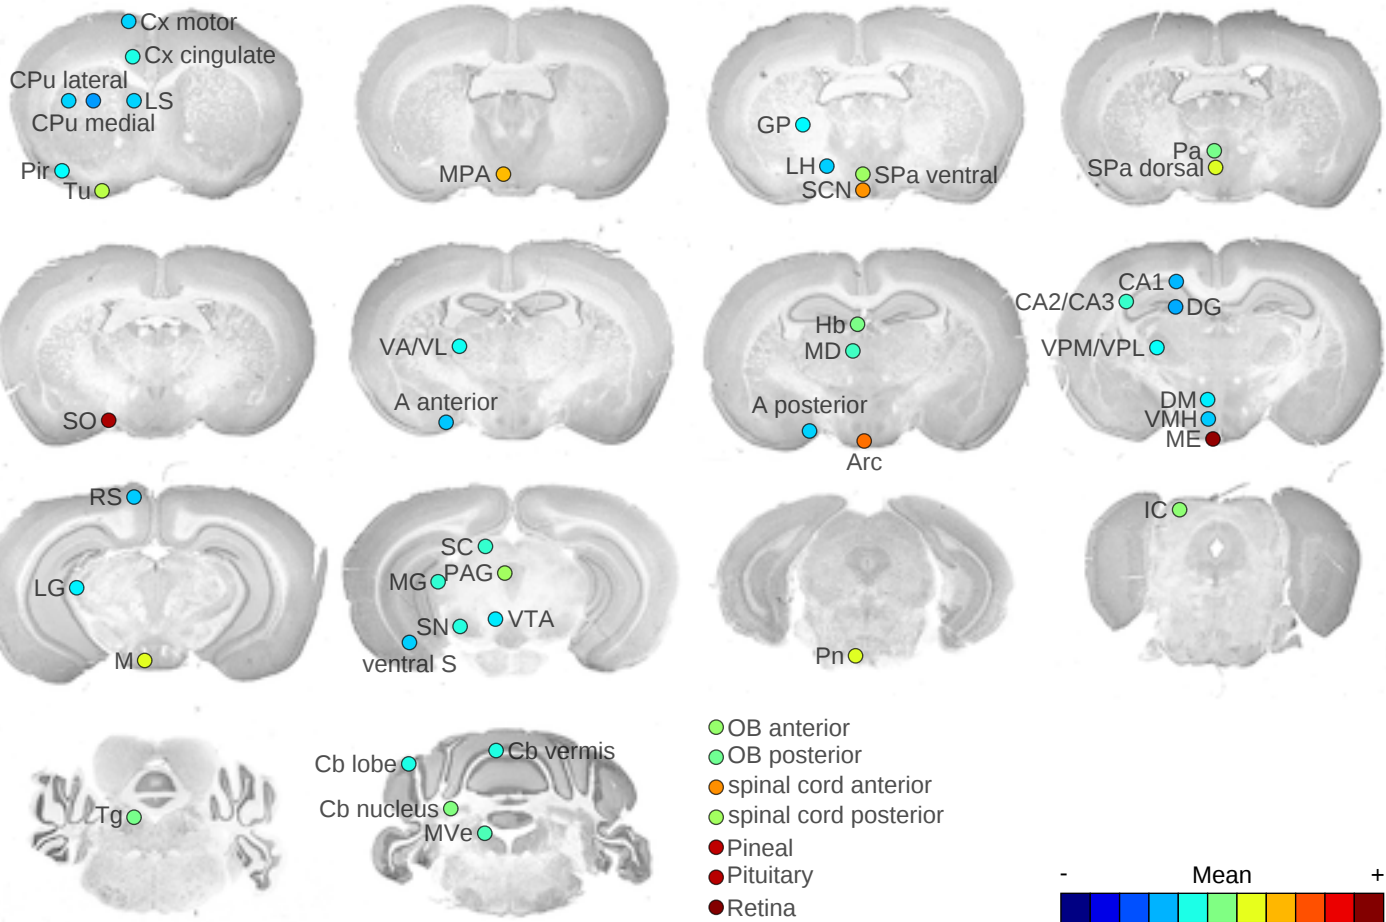 Cx motor
Cx cingulate
CPu lateral
LS
CPu medial
Pir
Tu
MPA
GP
LH
SPa ventral
SCN
Pa
SPa dorsal
SO
VA/VL
A anterior
Hb
MD
A posterior
Arc
CA1
CA2/CA3
DG
VPM/VPL
DM
VMH
ME
RS
LG
M
SC
MG
PAG
SN
VTA
ventral S
Pn
IC
Tg
Cb lobe
Cb vermis
Cb nucleus
MVe
OB anterior
OB posterior
spinal cord anterior
spinal cord posterior
Pineal
Pituitary
Retina
- Mean +